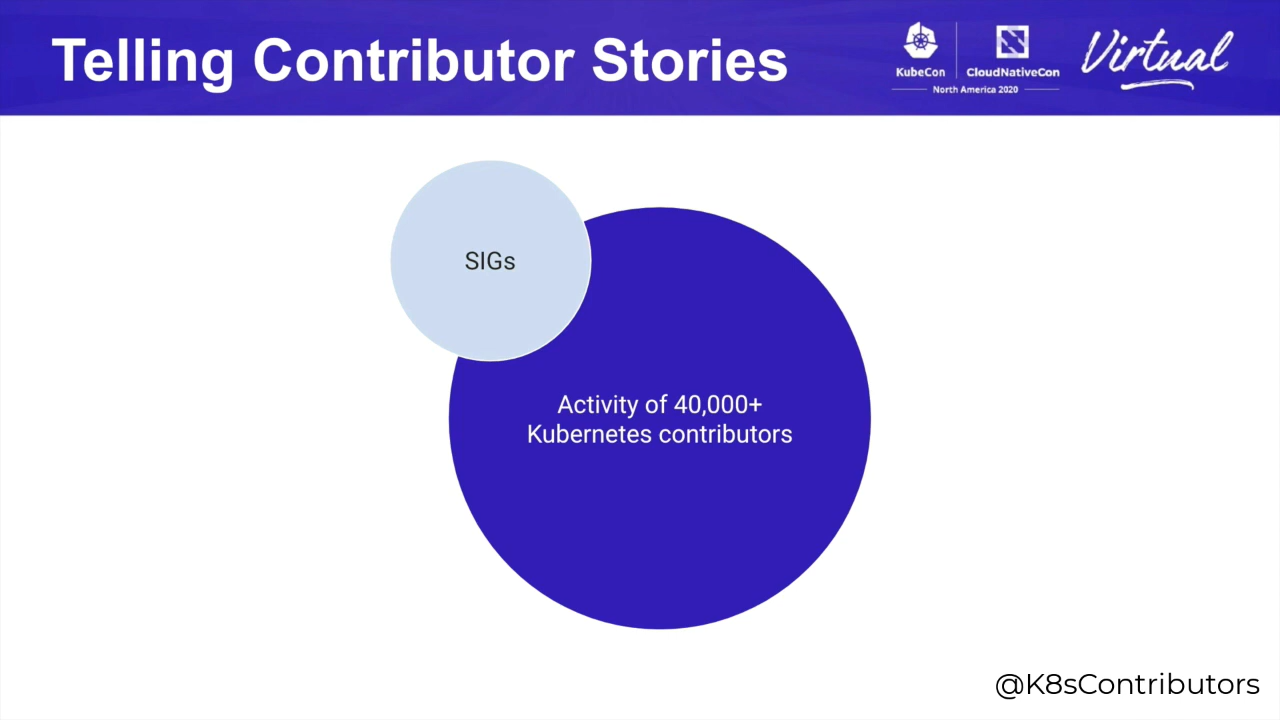 Telling Contributor Stories
KubeCon
CloudNativeCon
North America 2020
Virtual
SIGs
Activity of 40,000+
Kubernetes contributors
@K8sContributors